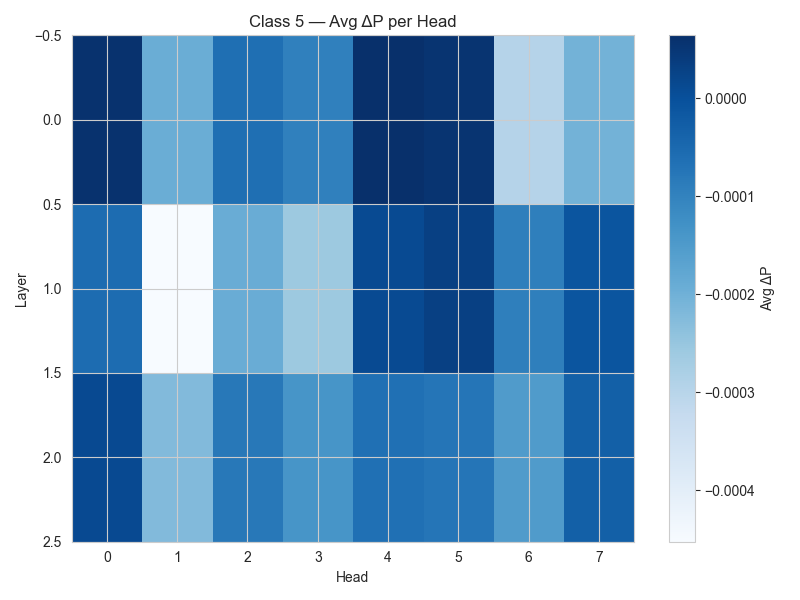 Class 5 — Avg ΔP per Head
−0.5
0.0
0.5
1.0
1.5
2.0
2.5
Layer
0 1 2 3 4 5 6 7
Head
0.0000
−0.0001
−0.0002
−0.0003
−0.0004
Avg ΔP